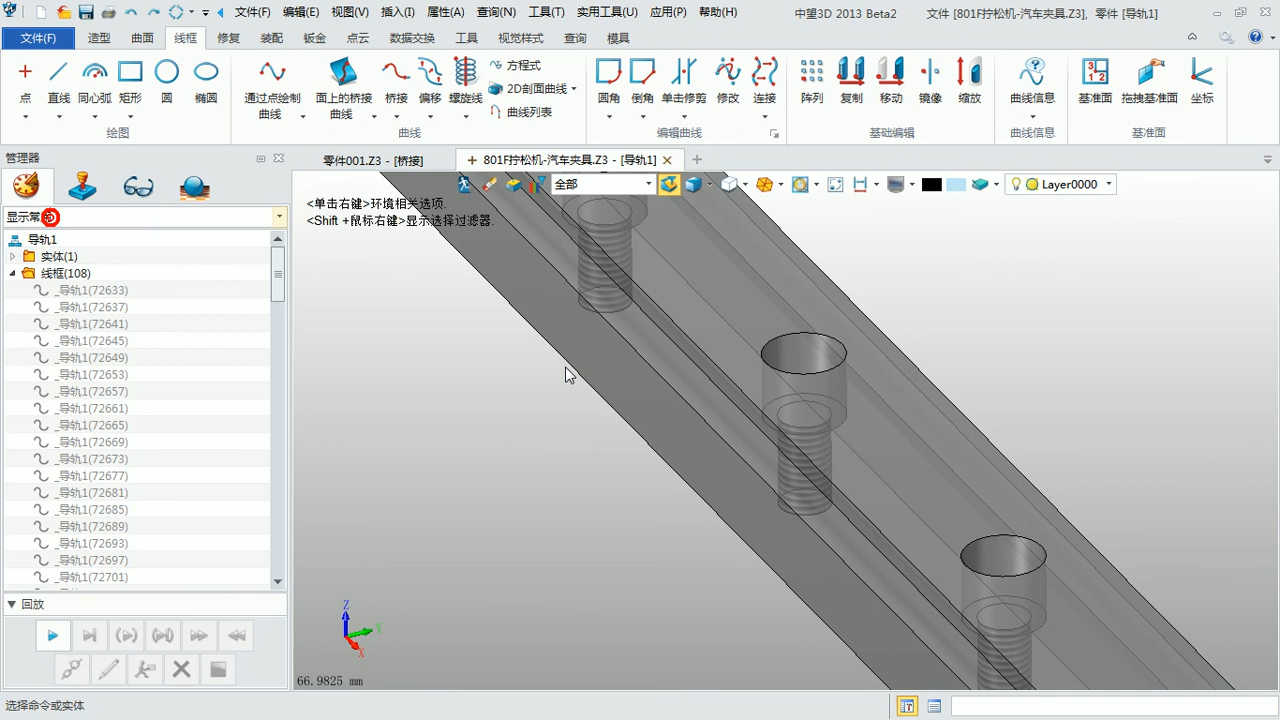 文件(F) 编辑(E) 视图(V) 插入(I) 属性(A) 查询(N) 工具(T) 实用工具(U) 应用(P) 帮助(H) 中望3D 2013 Beta2 文件 [801F拧松机-汽车夹具.Z3], 零件 [导轨1]
文件(F) 造型 曲面 线框 修复 装配 钣金 点云 数据交换 工具 视觉样式 查询 模具
点 直线 同心弧 矩形 圆 椭圆
绘图
通过点绘制曲线 面上的桥接曲线 桥接 偏移 螺旋线
方程式
2D剖面曲线
曲线列表
曲线
圆角 倒角 单击修剪 修改 连接
编辑曲线
阵列 复制 移动 镜像 缩放
基础编辑
曲线信息
曲线信息
基准面 拖拽基准面 坐标
基准面
管理器
零件001.Z3 - [桥接] 801F拧松机-汽车夹具.Z3 - [导轨1]
全部 Layer0000
<单击右键>环境相关选项.
<Shift +鼠标右键>显示选择过滤器.
导轨1
实体(1)
线框(108)
_导轨1(72633)
_导轨1(72637)
_导轨1(72641)
_导轨1(72645)
_导轨1(72649)
_导轨1(72653)
_导轨1(72657)
_导轨1(72661)
_导轨1(72665)
_导轨1(72669)
_导轨1(72673)
_导轨1(72677)
_导轨1(72681)
_导轨1(72685)
_导轨1(72689)
_导轨1(72693)
_导轨1(72697)
_导轨1(72701)
回放
Z
Y
X
66.9825 mm
选择命令或实体